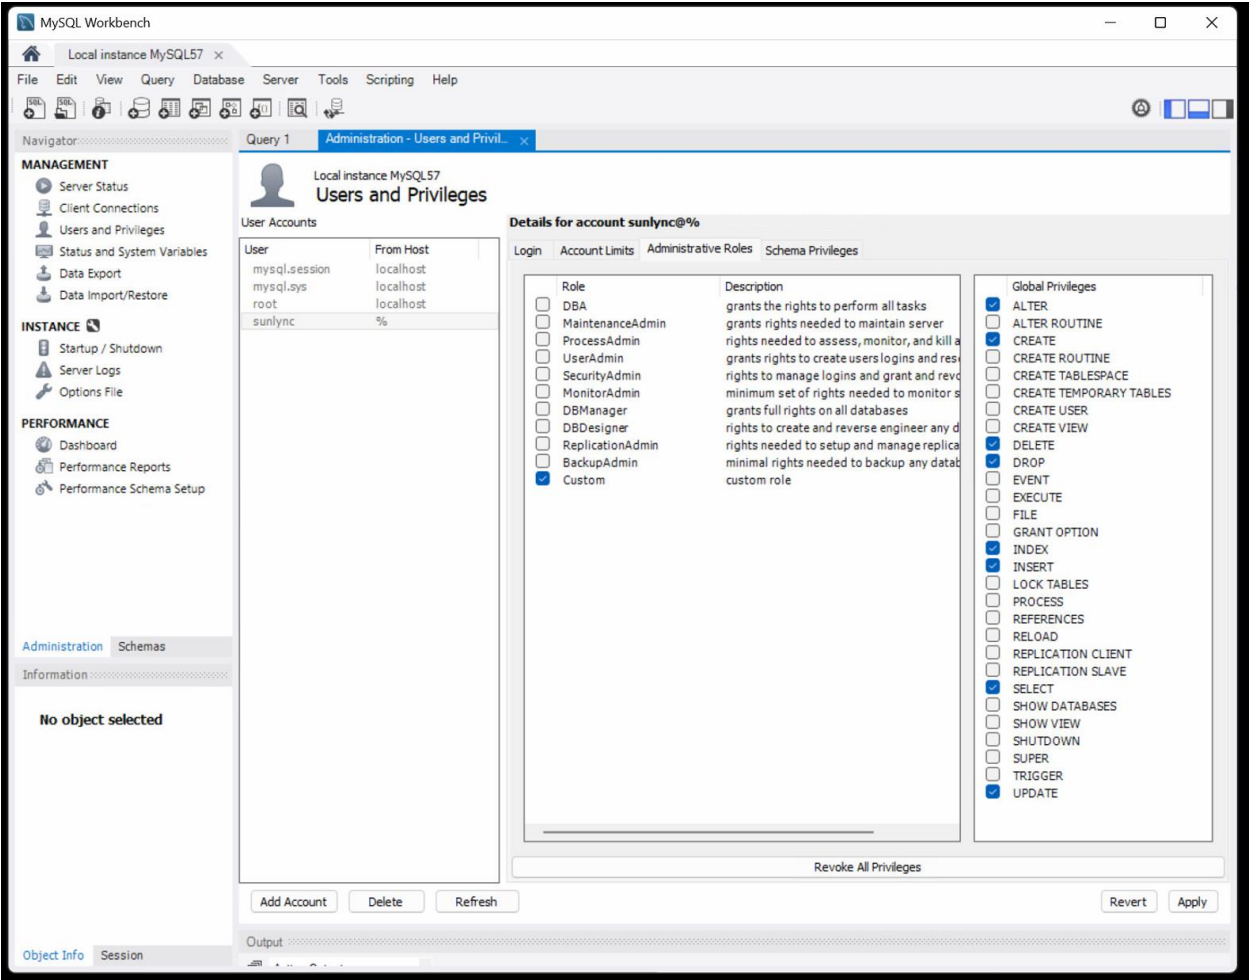 MySQL Workbench
Local instance MySQL57
File Edit View Query Database Server Tools Scripting Help
Navigator
MANAGEMENT
Server Status
Client Connections
Users and Privileges
Status and System Variables
Data Export
Data Import/Restore
INSTANCE
Startup / Shutdown
Server Logs
Options File
PERFORMANCE
Dashboard
Performance Reports
Performance Schema Setup
Administration Schemas
Information
No object selected
Object Info Session
Query 1 Administration - Users and Privil...
Local instance MySQL57
Users and Privileges
User Accounts
User From Host
mysql.session localhost
mysql.sys localhost
root localhost
sunlync %
Details for account sunlync@%
Login Account Limits Administrative Roles Schema Privileges
Role Description
DBA grants the rights to perform all tasks
MaintenanceAdmin grants rights needed to maintain server
ProcessAdmin rights needed to assess, monitor, and kill a
UserAdmin grants rights to create users logins and res
SecurityAdmin rights to manage logins and grant and revo
MonitorAdmin minimum set of rights needed to monitor s
DBManager grants full rights on all databases
DBDesigner rights to create and reverse engineer any d
ReplicationAdmin rights needed to setup and manage replica
BackupAdmin minimal rights needed to backup any datab
Custom custom role
Global Privileges
ALTER
ALTER ROUTINE
CREATE
CREATE ROUTINE
CREATE TABLESPACE
CREATE TEMPORARY TABLES
CREATE USER
CREATE VIEW
DELETE
DROP
EVENT
EXECUTE
FILE
GRANT OPTION
INDEX
INSERT
LOCK TABLES
PROCESS
REFERENCES
RELOAD
REPLICATION CLIENT
REPLICATION SLAVE
SELECT
SHOW DATABASES
SHOW VIEW
SHUTDOWN
SUPER
TRIGGER
UPDATE
Revoke All Privileges
Add Account Delete Refresh Revert Apply
Output